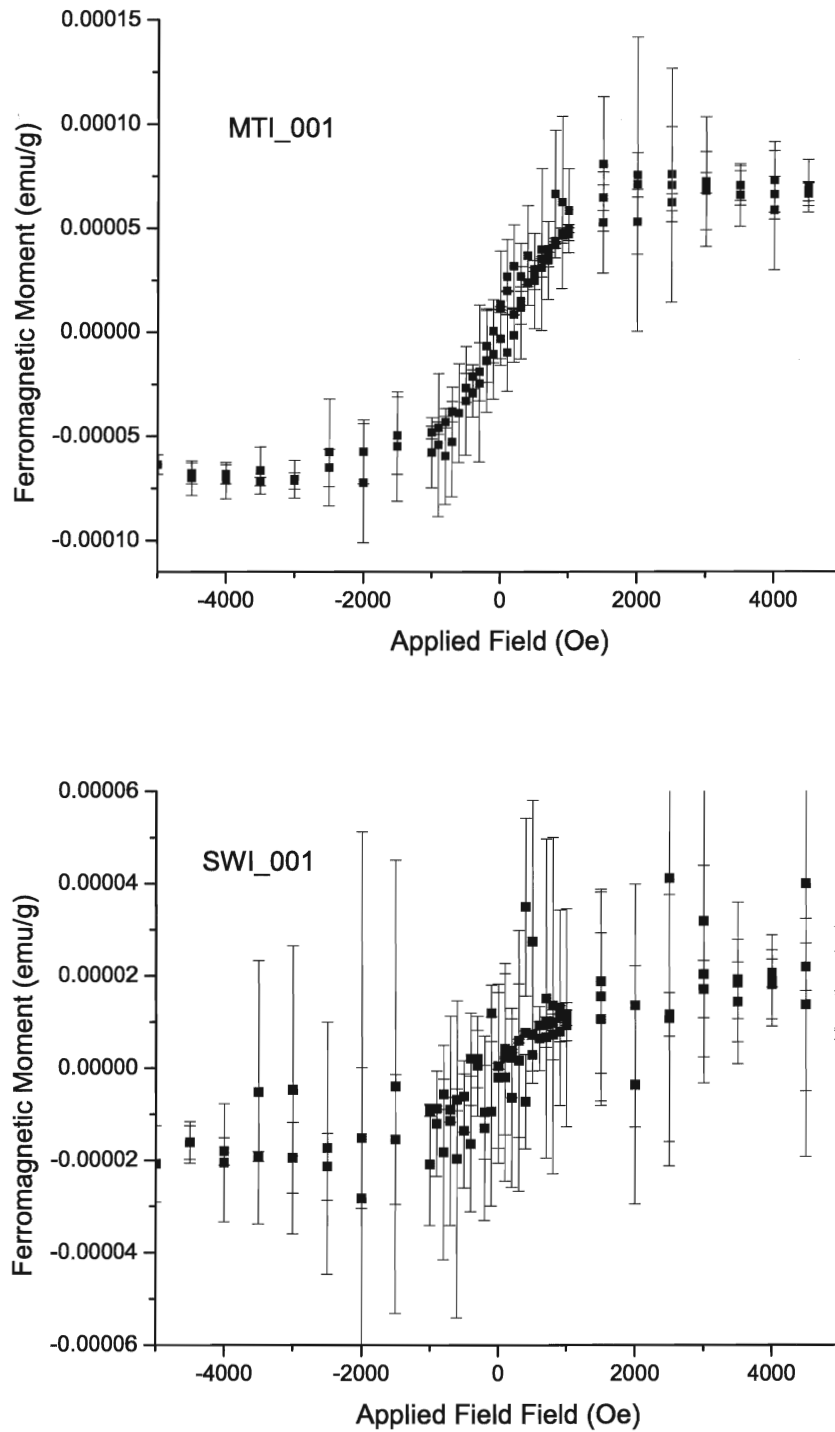 0.00015
0.00010
0.00005
0.00000
-0.00005
-0.00010
Ferromagnetic Moment (emu/g)
MTI_001
-4000 -2000 0 2000 4000
Applied Field (Oe)
0.00006
0.00004
0.00002
0.00000
-0.00002
-0.00004
-0.00006
Ferromagnetic Moment (emu/g)
SWI_001
-4000 -2000 0 2000 4000
Applied Field Field (Oe)